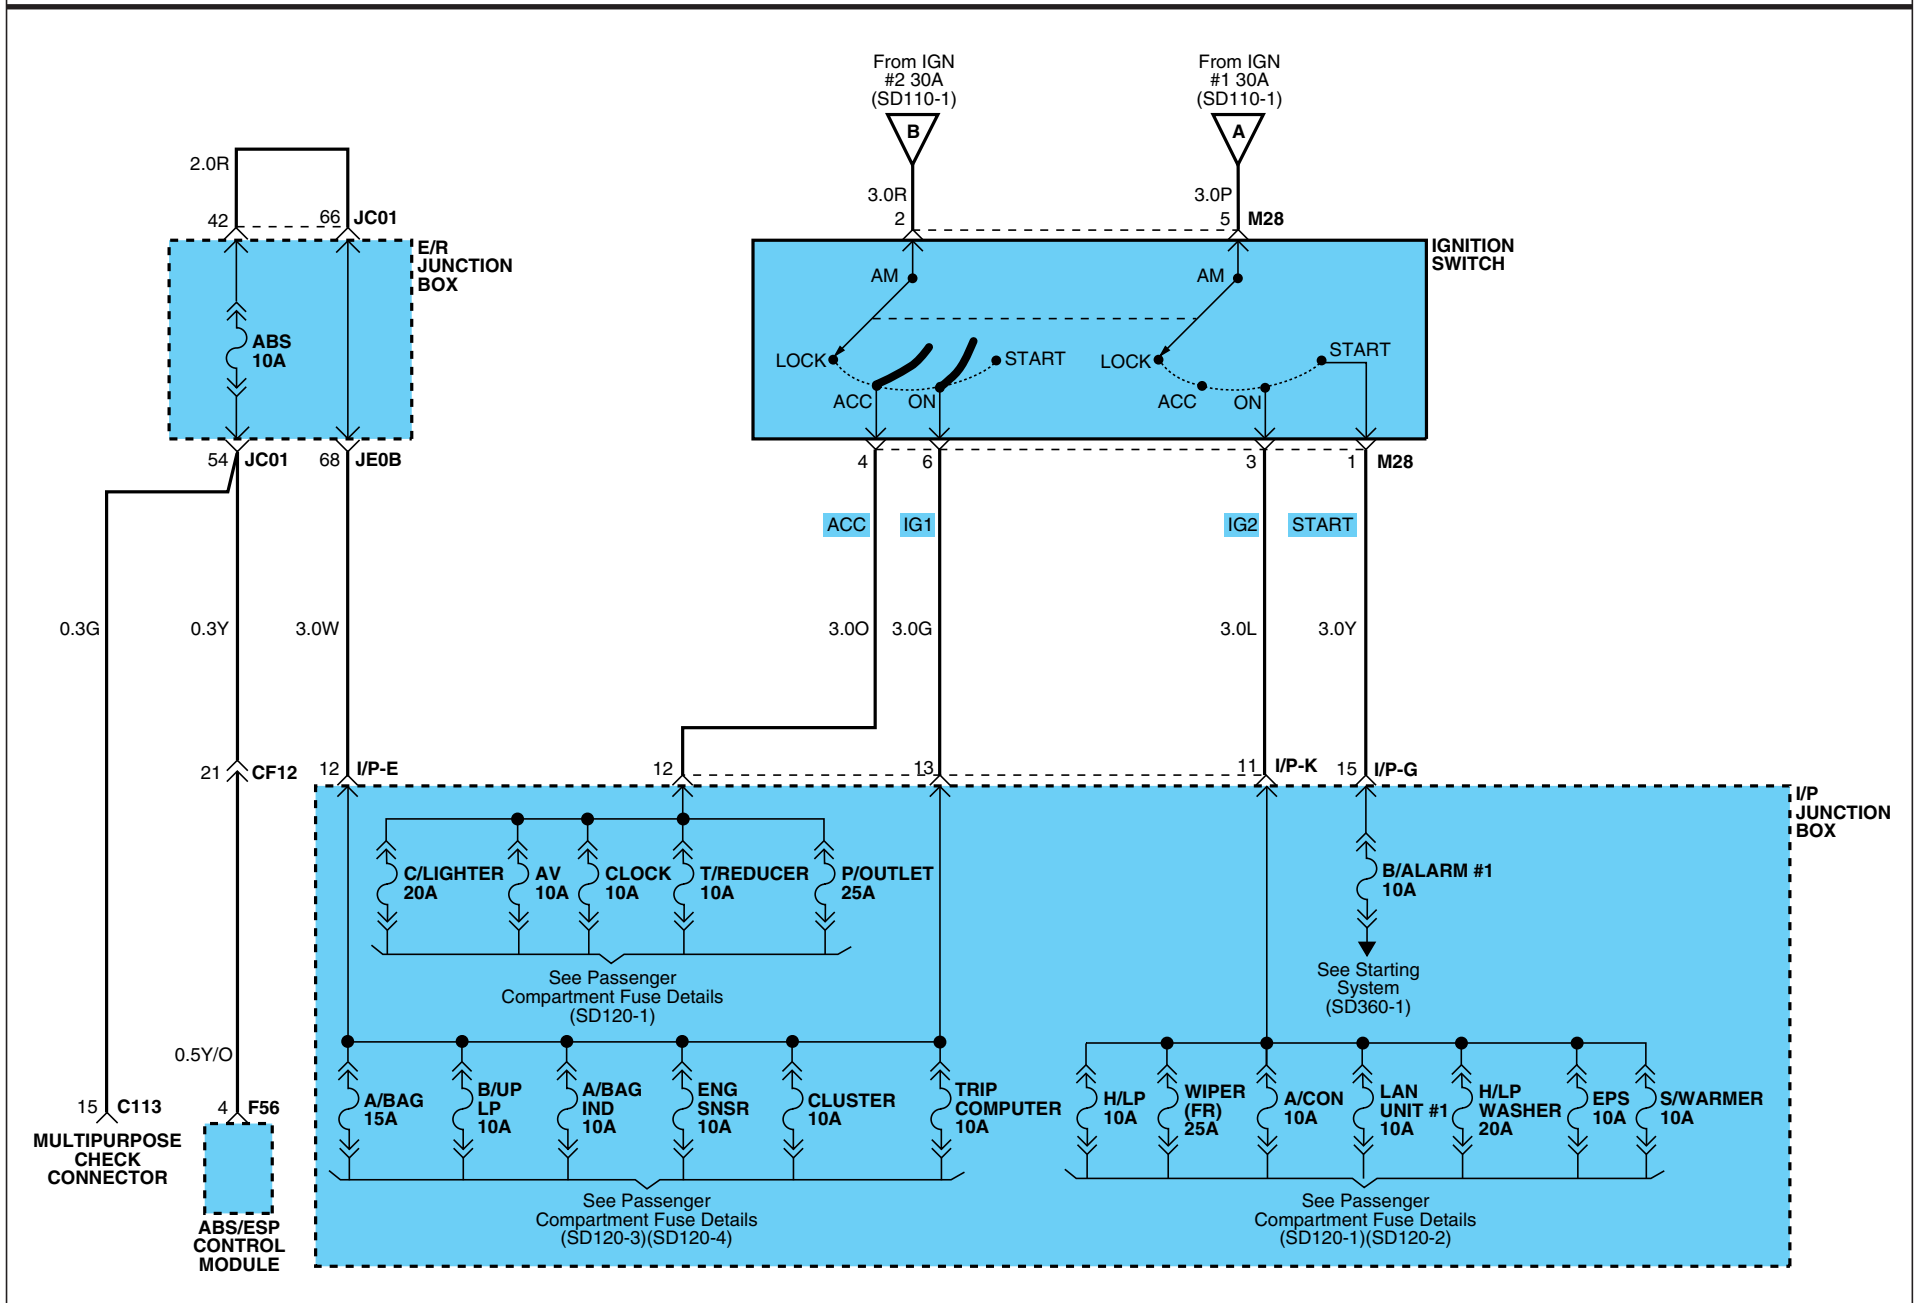 From IGN
#2 30A
(SD110-1)
B
From IGN
#1 30A
(SD110-1)
A
2.0R
42
66
JC01
3.0R
2
3.0P
5
M28
E/R
JUNCTION
BOX
ABS
10A
IGNITION
SWITCH
AM
LOCK
START
ACC
ON
AM
LOCK
START
ACC
ON
54
JC01
68
JE0B
4
6
3
1
M28
ACC
IG1
IG2
START
0.3G
0.3Y
3.0W
3.0O
3.0G
3.0L
3.0Y
21
CF12
12
I/P-E
12
13
11
I/P-K
15
I/P-G
I/P
JUNCTION
BOX
C/LIGHTER
20A
AV
10A
CLOCK
10A
T/REDUCER
10A
P/OUTLET
25A
B/ALARM #1
10A
See Passenger
Compartment Fuse Details
(SD120-1)
See Starting
System
(SD360-1)
0.5Y/O
15
C113
4
F56
MULTIPURPOSE
CHECK
CONNECTOR
ABS/ESP
CONTROL
MODULE
A/BAG
15A
B/UP
LP
10A
A/BAG
IND
10A
ENG
SNSR
10A
CLUSTER
10A
TRIP
COMPUTER
10A
H/LP
10A
WIPER
(FR)
25A
A/CON
10A
LAN
UNIT #1
10A
H/LP
WASHER
20A
EPS
10A
S/WARMER
10A
See Passenger
Compartment Fuse Details
(SD120-3)(SD120-4)
See Passenger
Compartment Fuse Details
(SD120-1)(SD120-2)